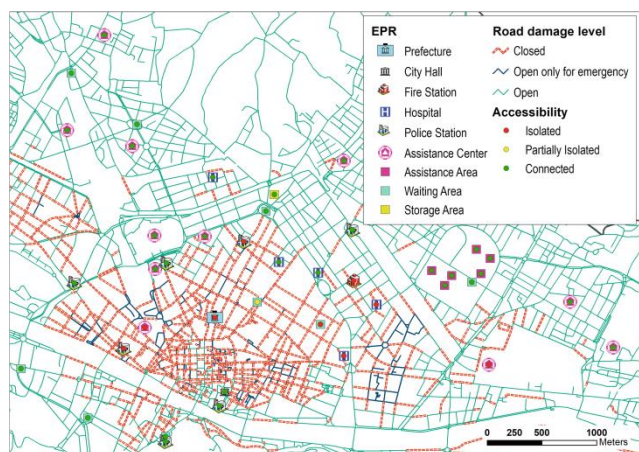 EPR
Prefecture
City Hall
Fire Station
Hospital
Police Station
Assistance Center
Assistance Area
Waiting Area
Storage Area
Road damage level
Closed
Open only for emergency
Open
Accessibility
Isolated
Partially Isolated
Connected
0 250 500 1000
Meters